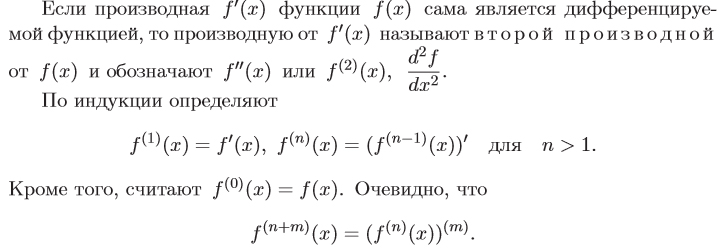 Если производная f′(x) функции f(x) сама является дифференцируе-
мой функцией, то производную от f′(x) называют второй производной
от f(x) и обозначают f′′(x) или f⁽²⁾(x), d²f/dx².
По индукции определяют
f⁽¹⁾(x) = f′(x), f⁽ⁿ⁾(x) = (f⁽ⁿ⁻¹⁾(x))′ для n > 1.
Кроме того, считают f⁽⁰⁾(x) = f(x). Очевидно, что
f⁽ⁿ⁺ᵐ⁾(x) = (f⁽ⁿ⁾(x))⁽ᵐ⁾.